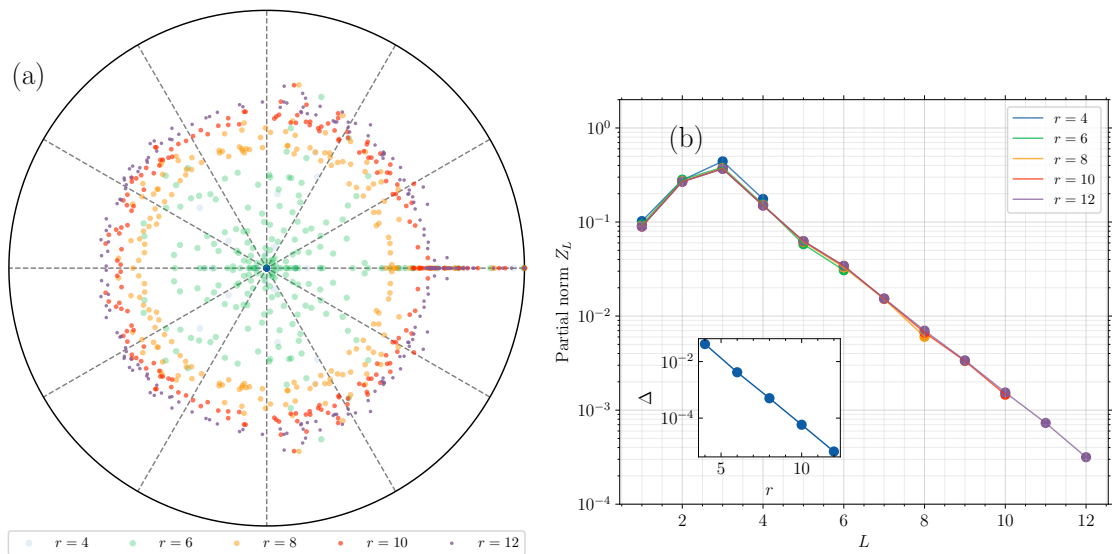 (a)
r = 4
r = 6
r = 8
r = 10
r = 12
(b)
Partial norm Z_L
10^0
10^{-1}
10^{-2}
10^{-3}
10^{-4}
2
4
6
8
10
12
L
r = 4
r = 6
r = 8
r = 10
r = 12
Δ
10^{-2}
10^{-4}
5
10
r